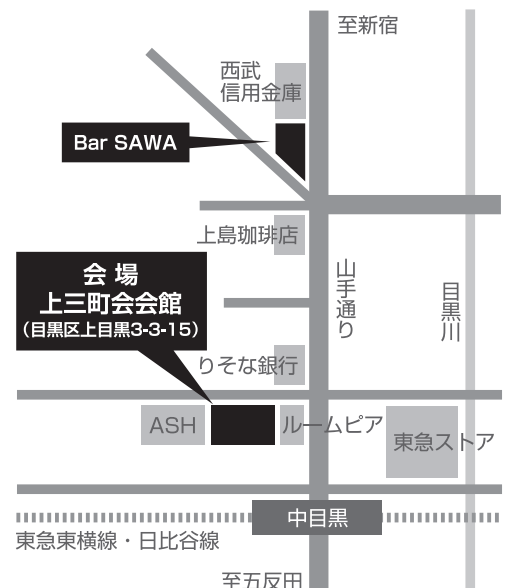 至新宿
西武
信用金庫
Bar SAWA
上島珈琲店
会 場
上三町会会館
（目黒区上目黒3-3-15）
山手通り
目黒川
りそな銀行
ASH
ルームピア
東急ストア
中目黒
東急東横線・日比谷線
至五反田